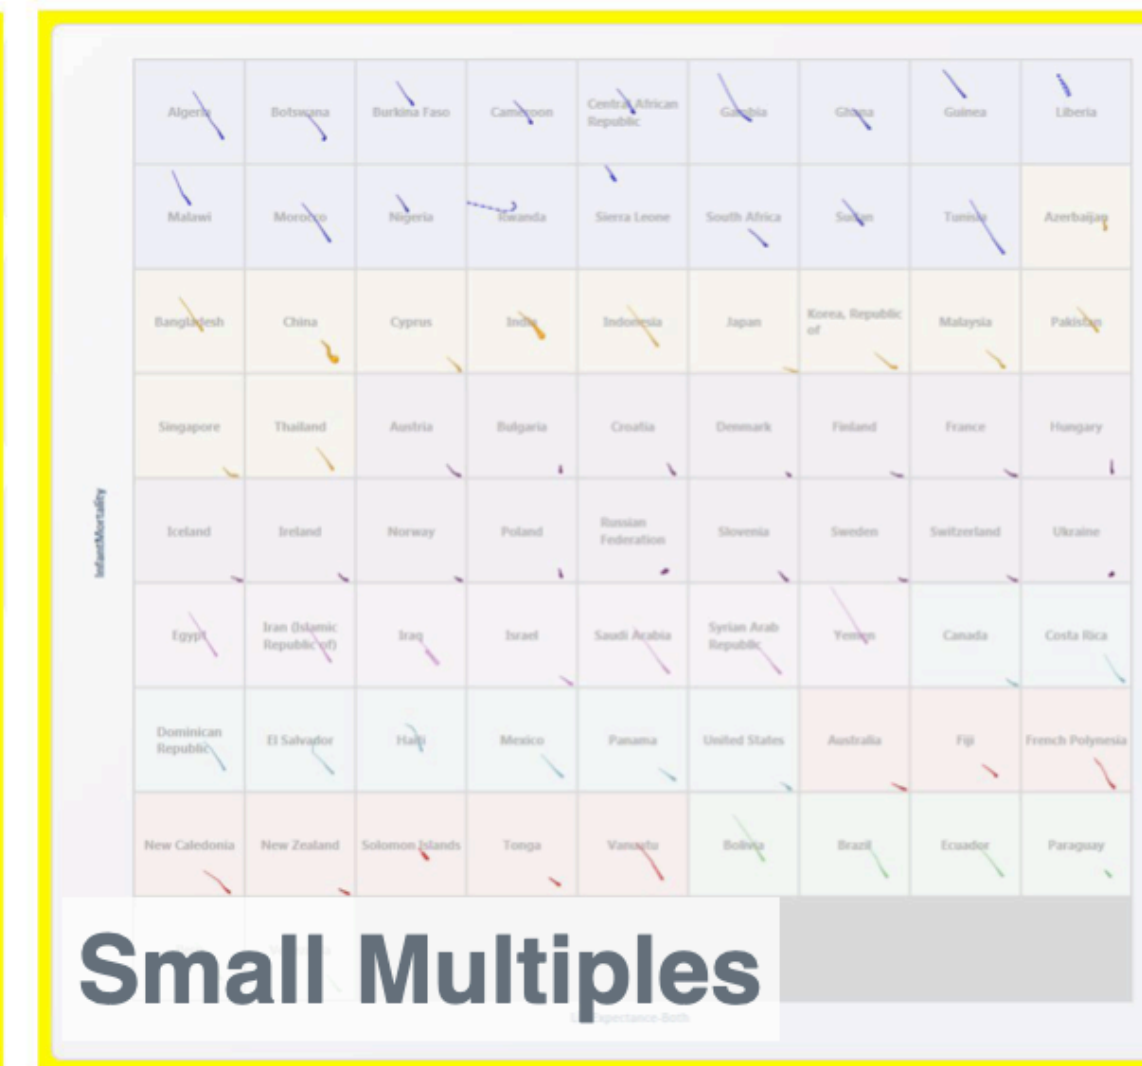 Algeria
Botswana
Burkina Faso
Cameroon
Central African
Republic
Gambia
Ghana
Guinea
Liberia
Malawi
Morocco
Nigeria
Rwanda
Sierra Leone
South Africa
Sudan
Tunisia
Azerbaijan
Bangladesh
China
Cyprus
India
Indonesia
Japan
Korea, Republic
of
Malaysia
Pakistan
Singapore
Thailand
Austria
Bulgaria
Croatia
Denmark
Finland
France
Hungary
InfantMortality
Iceland
Ireland
Norway
Poland
Russian
Federation
Slovenia
Sweden
Switzerland
Ukraine
Egypt
Iran (Islamic
Republic of)
Iraq
Israel
Saudi Arabia
Syrian Arab
Republic
Yemen
Canada
Costa Rica
Dominican
Republic
El Salvador
Haiti
Mexico
Panama
United States
Australia
Fiji
French Polynesia
New Caledonia
New Zealand
Solomon Islands
Tonga
Vanuatu
Bolivia
Brazil
Ecuador
Paraguay
Small Multiples
Expectance-Both